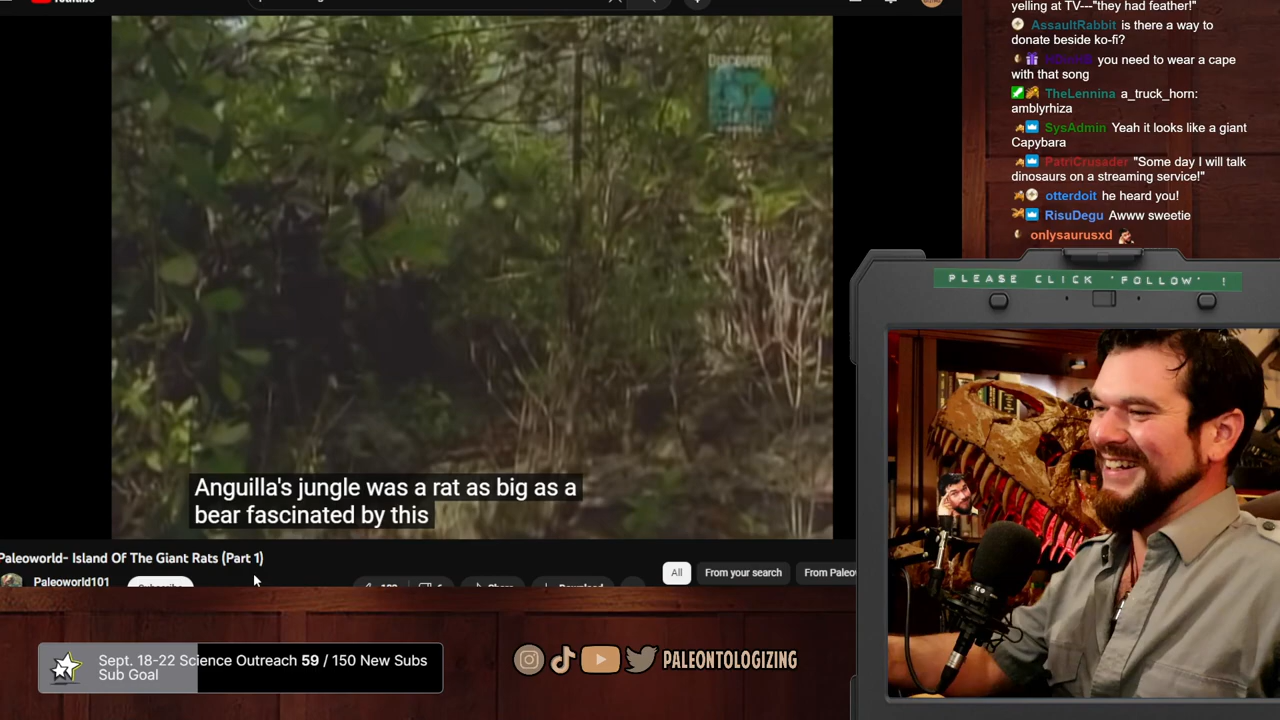 Discovery
Anguilla's jungle was a rat as big as a
bear fascinated by this
Paleoworld- Island Of The Giant Rats (Part 1)
Paleoworld101
Subscribe
Share
Download
All
From your search
From Paleo
Sept. 18-22 Science Outreach 59 / 150 New Subs
Sub Goal
PALEONTOLOGIZING
yelling at TV---"they had feather!"
AssaultRabbit is there a way to
donate beside ko-fi?
you need to wear a cape
with that song
TheLennina a_truck_horn:
amblyrhiza
SysAdmin Yeah it looks like a giant
Capybara
PatriCrusader "Some day I will talk
dinosaurs on a streaming service!"
otterdoit he heard you!
RisuDegu Awww sweetie
onlysaurusxd
PLEASE CLICK 'FOLLOW' !